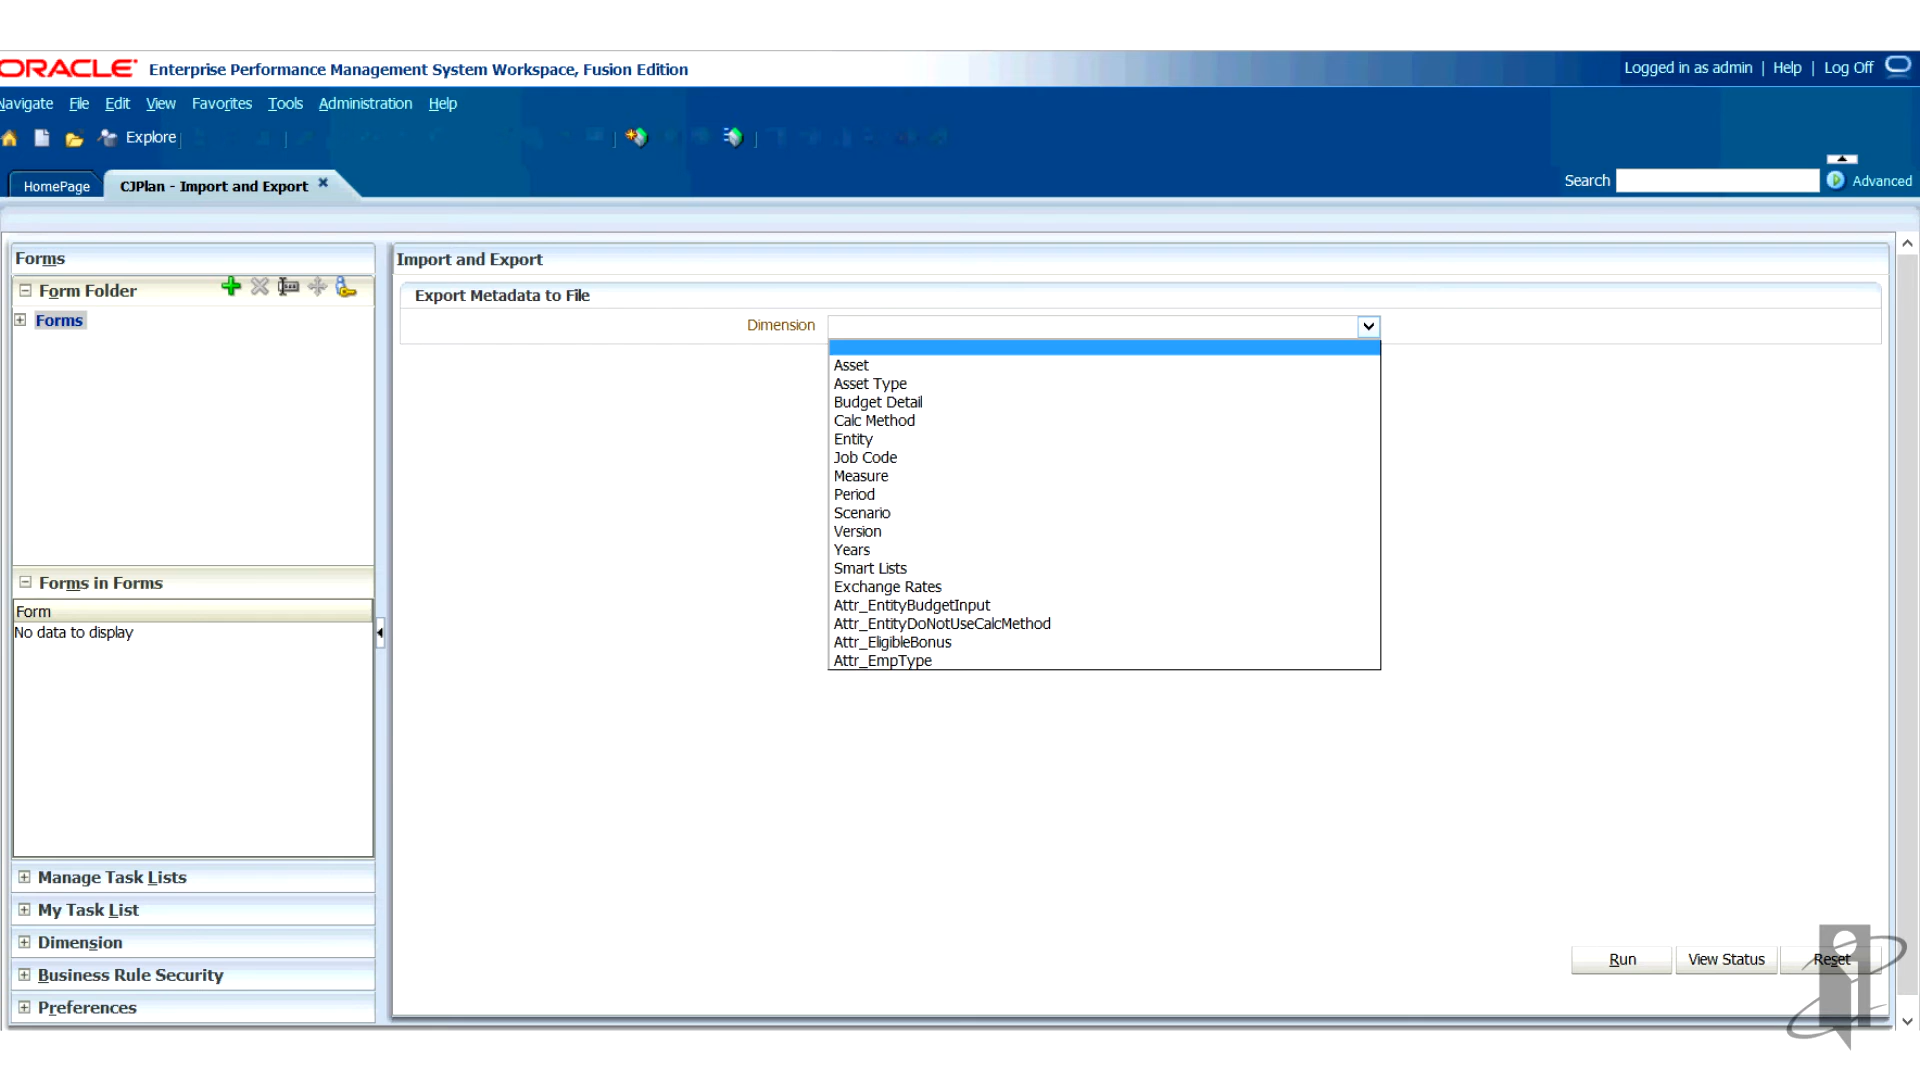 ORACLE Enterprise Performance Management System Workspace, Fusion Edition
Logged in as admin | Help | Log Off
Navigate File Edit View Favorites Tools Administration Help
Explore
HomePage CJPlan - Import and Export
Search Advanced
Forms
Form Folder
Forms
Forms in Forms
Form
No data to display
Manage Task Lists
My Task List
Dimension
Business Rule Security
Preferences
Import and Export
Export Metadata to File
Dimension
Asset
Asset Type
Budget Detail
Calc Method
Entity
Job Code
Measure
Period
Scenario
Version
Years
Smart Lists
Exchange Rates
Attr_EntityBudgetInput
Attr_EntityDoNotUseCalcMethod
Attr_EligibleBonus
Attr_EmpType
Run View Status Reset